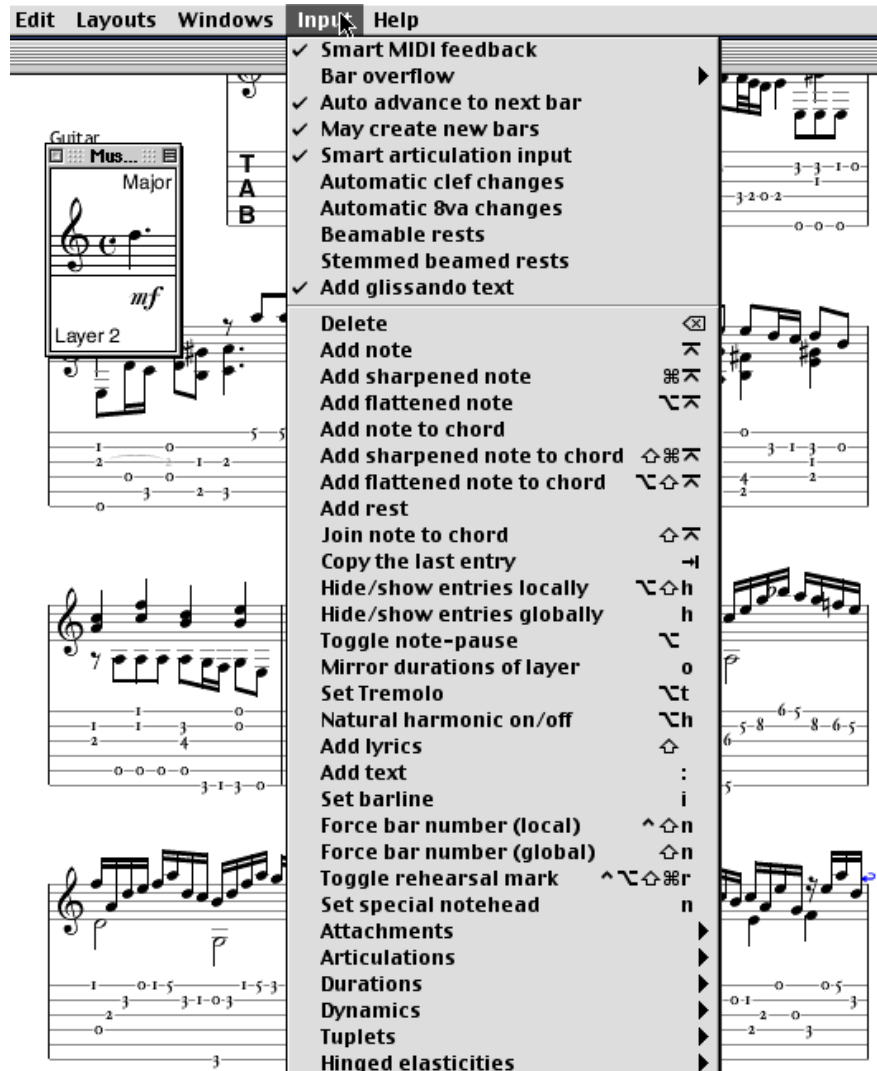 Edit Layouts Windows Input Help
Guitar
T
A
B
Mus...
Major
mf
Layer 2
✓ Smart MIDI feedback
Bar overflow
✓ Auto advance to next bar
✓ May create new bars
✓ Smart articulation input
Automatic clef changes
Automatic 8va changes
Beamable rests
Stemmed beamed rests
✓ Add glissando text
Delete ⌫
Add note ⌤
Add sharpened note ⌘⌤
Add flattened note ⌥⌤
Add note to chord
Add sharpened note to chord ⇧⌘⌤
Add flattened note to chord ⌥⇧⌤
Add rest
Join note to chord ⇧⌤
Copy the last entry ⇥
Hide/show entries locally ⌥⇧h
Hide/show entries globally h
Toggle note-pause ⌥
Mirror durations of layer o
Set Tremolo ⌥t
Natural harmonic on/off ⌥h
Add lyrics ⇧
Add text :
Set barline i
Force bar number (local) ^⇧n
Force bar number (global) ⇧n
Toggle rehearsal mark ^⌥⇧⌘r
Set special notehead n
Attachments
Articulations
Durations
Dynamics
Tuplets
Hinged elasticities